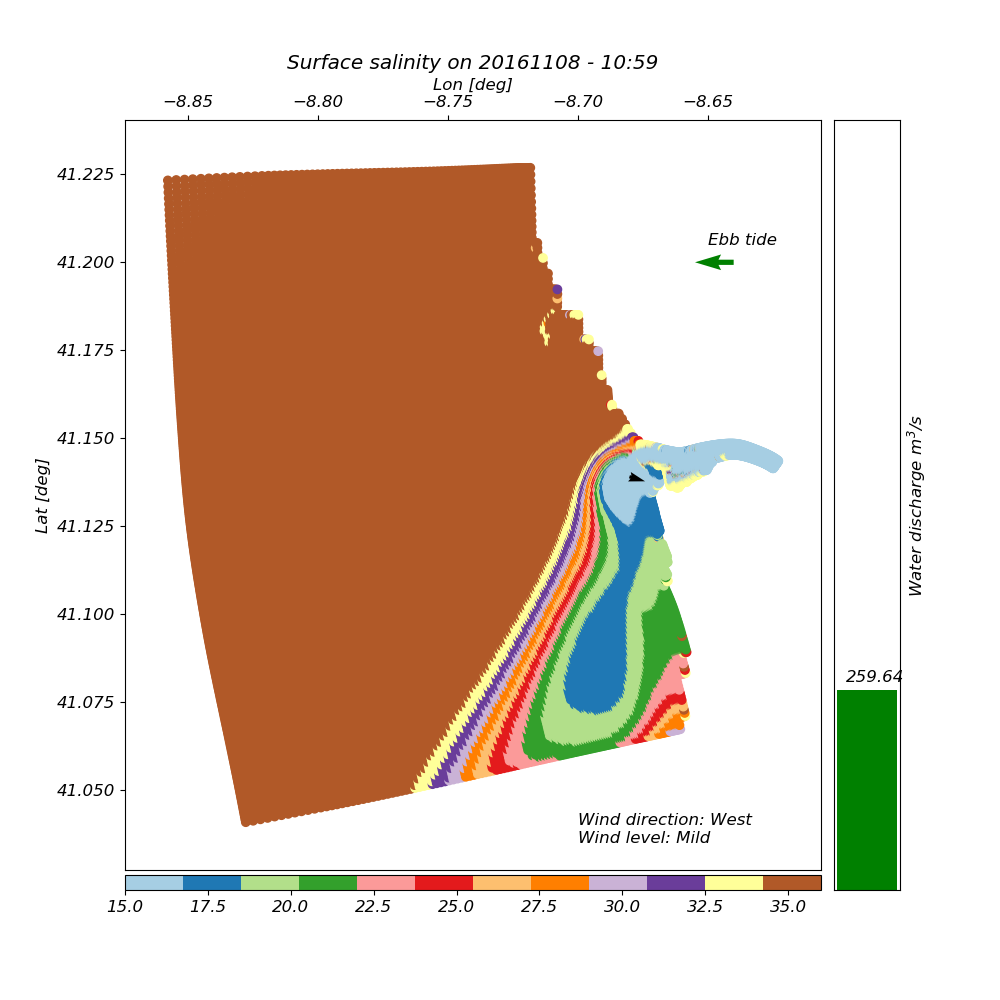 Surface salinity on 20161108 - 10:59
Lon [deg]
−8.85 −8.80 −8.75 −8.70 −8.65
41.225
41.200
41.175
41.150
41.125
41.100
41.075
41.050
Lat [deg]
Ebb tide
Wind direction: West
Wind level: Mild
15.0 17.5 20.0 22.5 25.0 27.5 30.0 32.5 35.0
259.64
Water discharge m³/s